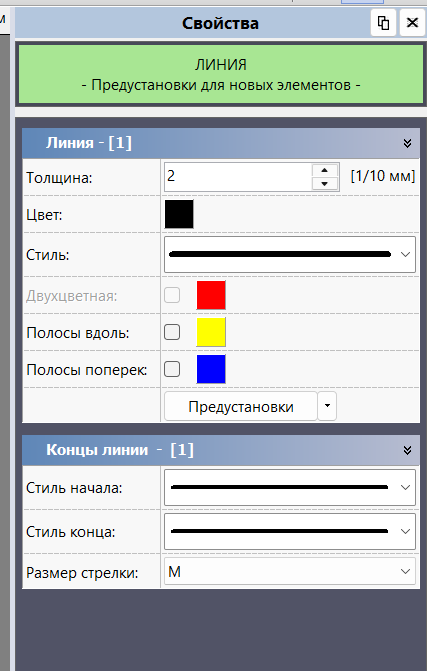 м
Свойства
ЛИНИЯ
- Предустановки для новых элементов -
Линия - [1]
Толщина: 2 [1/10 мм]
Цвет:
Стиль:
Двухцветная:
Полосы вдоль:
Полосы поперек:
Предустановки
Концы линии - [1]
Стиль начала:
Стиль конца:
Размер стрелки: M